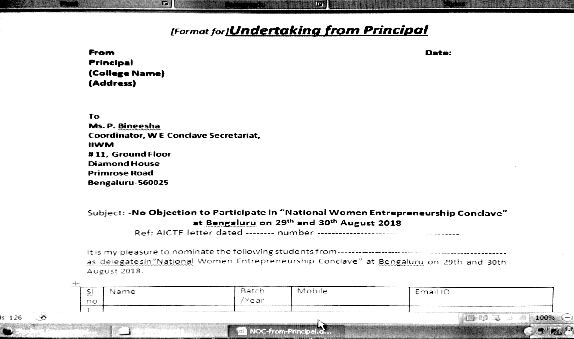 [Format for]Undertaking from Principal
From Date:
Principal
(College Name)
(Address)
To
Ms. P. Bineesha
Coordinator, W E Conclave Secretariat,
IIWM
# 11, Ground Floor
Diamond House
Primrose Road
Bengaluru-560025
Subject: -No Objection to Participate in "National Women Entrepreneurship Conclave"
at Bengaluru on 29th and 30th August 2018
Ref: AICTE letter dated -------- number --------------------------------
It is my pleasure to nominate the following students from---------------------------------
as delegatesin"National Women Entrepreneurship Conclave" at Bengaluru on 29th and 30th
August 2018.
Sl no Name Batch /Year Mobile Email ID
1
126
100%
NOC-from-Principal.d...